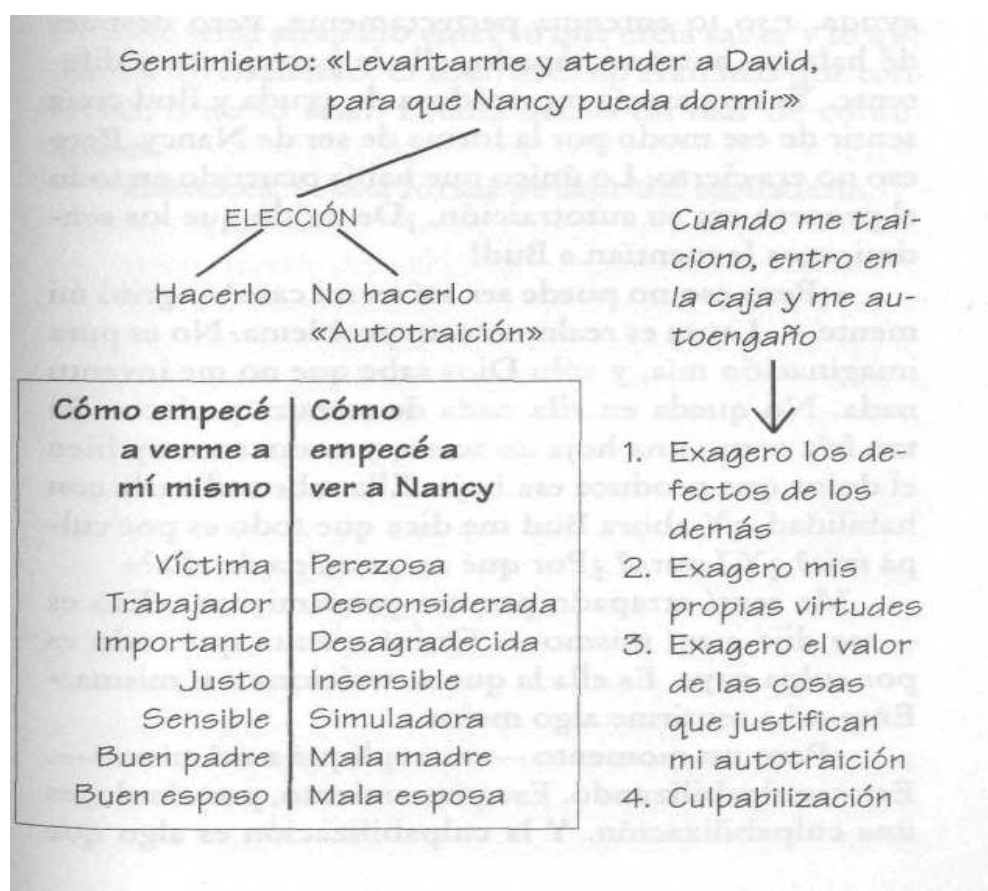 Sentimiento: «Levantarme y atender a David,
para que Nancy pueda dormir»
ELECCIÓN
Hacerlo
No hacerlo
«Autotraición»
Cómo empecé
a verme a
mí mismo
Víctima
Trabajador
Importante
Justo
Sensible
Buen padre
Buen esposo
Cómo
empecé a
ver a Nancy
Perezosa
Desconsiderada
Desagradecida
Insensible
Simuladora
Mala madre
Mala esposa
Cuando me trai-
ciono, entro en
la caja y me au-
toengaño
1. Exagero los de-
fectos de los
demás
2. Exagero mis
propias virtudes
3. Exagero el valor
de las cosas
que justifican
mi autotraición
4. Culpabilización